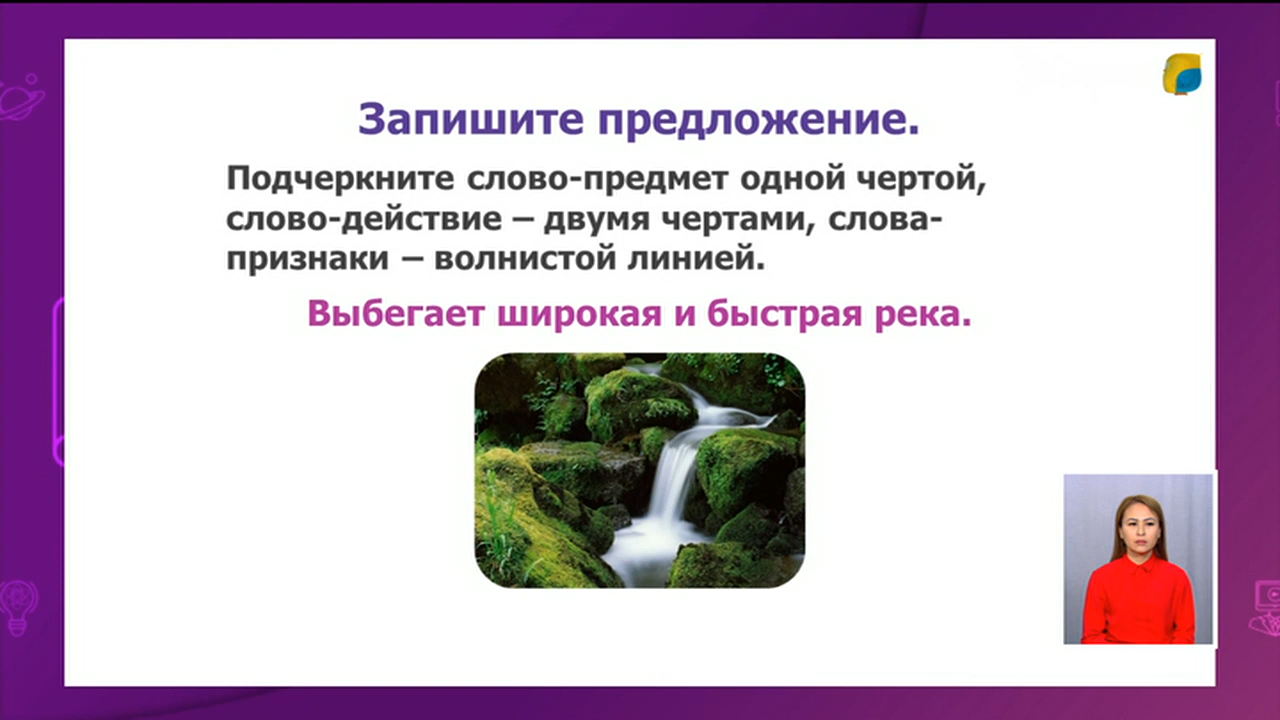 Запишите предложение.
Подчеркните слово-предмет одной чертой,
слово-действие – двумя чертами, слова-
признаки – волнистой линией.
Выбегает широкая и быстрая река.